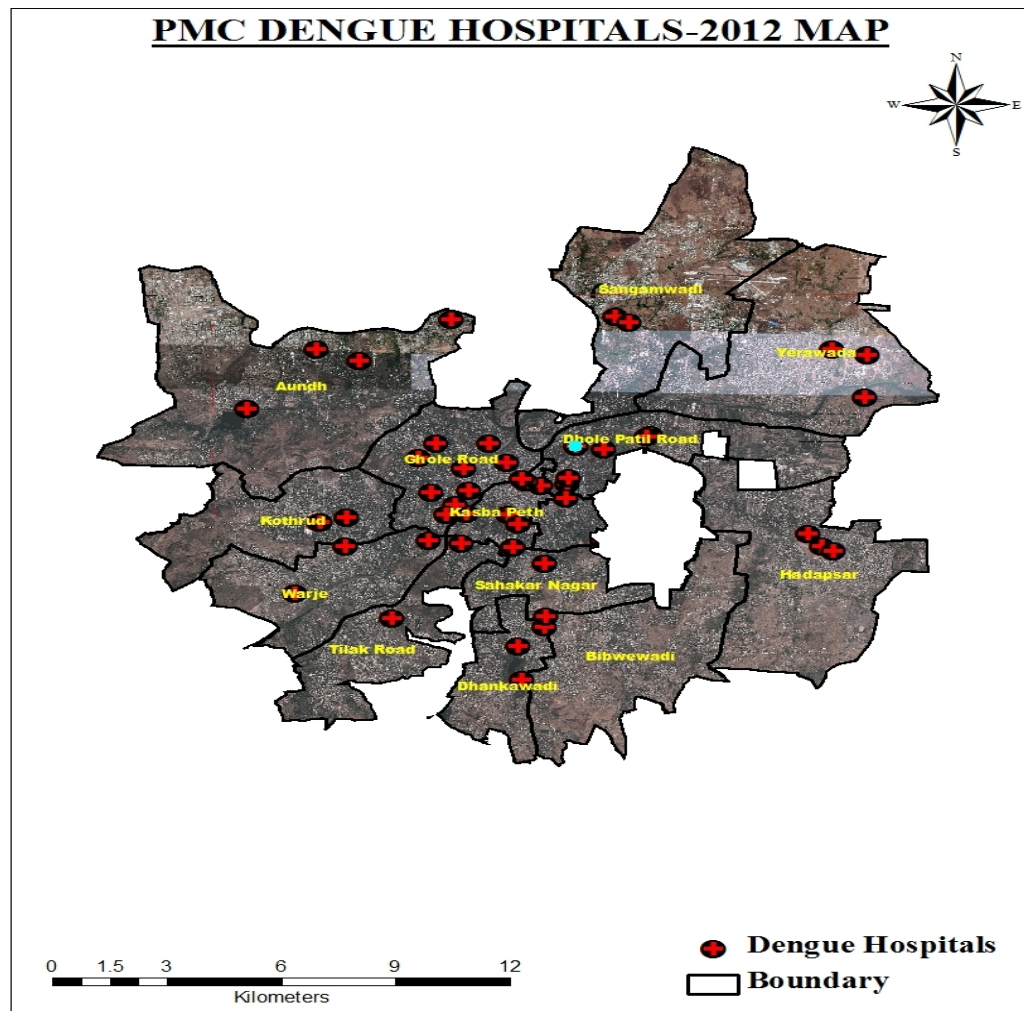 PMC DENGUE HOSPITALS-2012 MAP
N
W E
S
Sangamwadi
Yerawada
Aundh
Dhole Patil Road
Ghole Road
Kasba Peth
Kothrud
Hadapsar
Sahakar Nagar
Warje
Tilak Road
Bibwewadi
Dhankawadi
Dengue Hospitals
Boundary
0 1.5 3 6 9 12
Kilometers